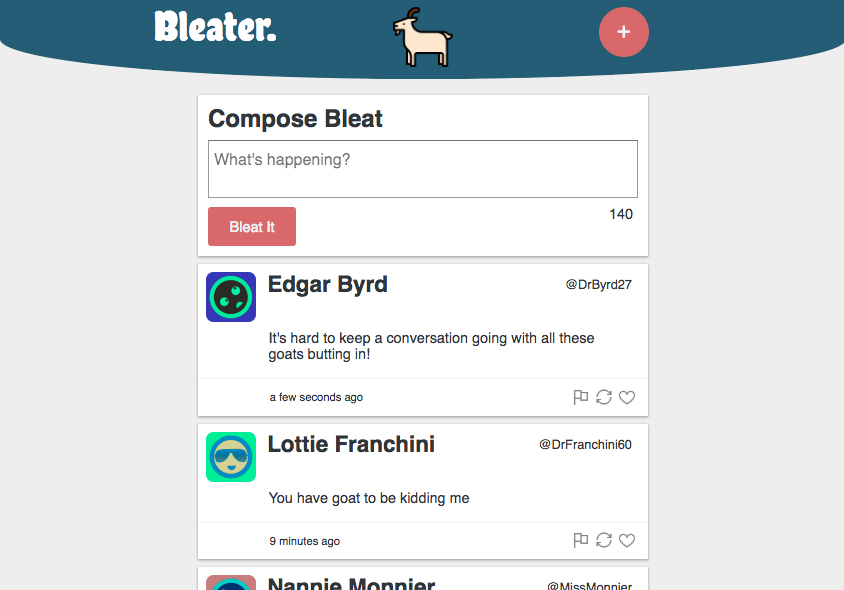 Bleater.
+
Compose Bleat
What's happening?
Bleat It
140
Edgar Byrd
@DrByrd27
It's hard to keep a conversation going with all these
goats butting in!
a few seconds ago
Lottie Franchini
@DrFranchini60
You have goat to be kidding me
9 minutes ago
Nannie Monnier
@MissMonnier